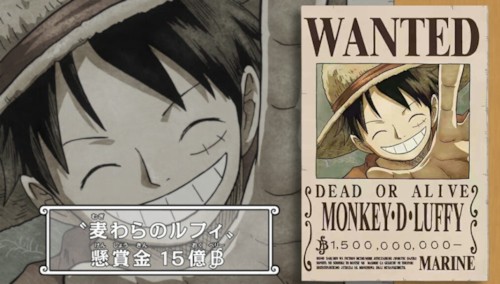 〝麦わらのルフィ〟
懸賞金 15億฿
WANTED
DEAD OR ALIVE
MONKEY·D·LUFFY
฿1,500,000,000-
MARINE